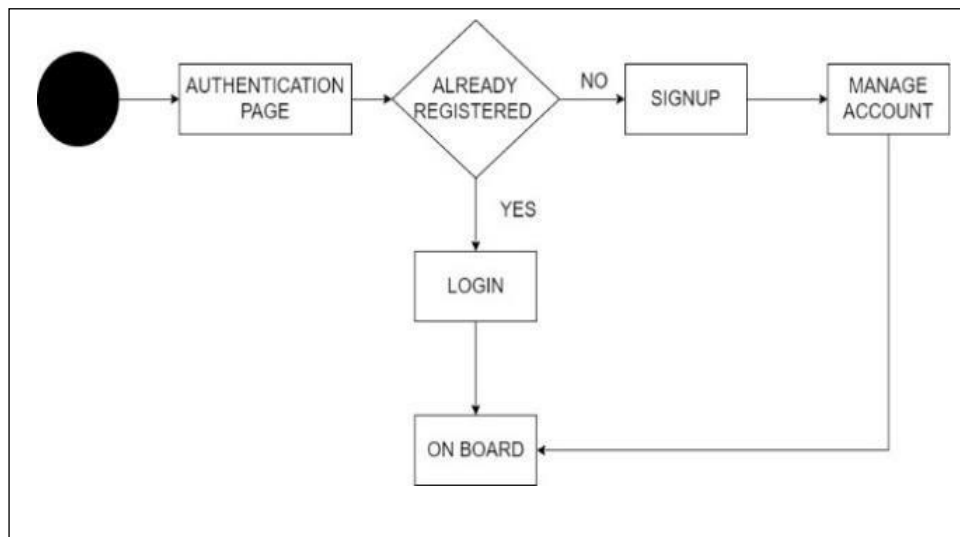 AUTHENTICATION
PAGE
ALREADY
REGISTERED
NO
SIGNUP
MANAGE
ACCOUNT
YES
LOGIN
ON BOARD